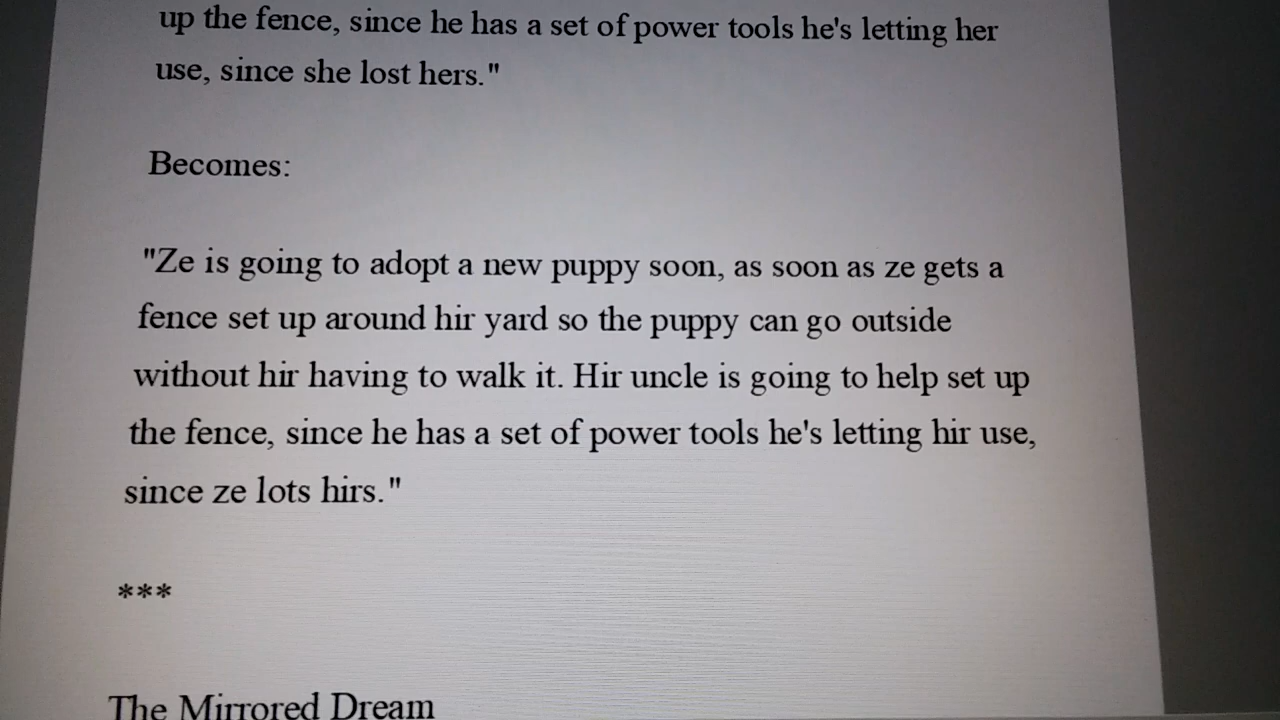 up the fence, since he has a set of power tools he's letting her
use, since she lost hers."
Becomes:
"Ze is going to adopt a new puppy soon, as soon as ze gets a
fence set up around hir yard so the puppy can go outside
without hir having to walk it. Hir uncle is going to help set up
the fence, since he has a set of power tools he's letting hir use,
since ze lots hirs."
***
The Mirrored Dream